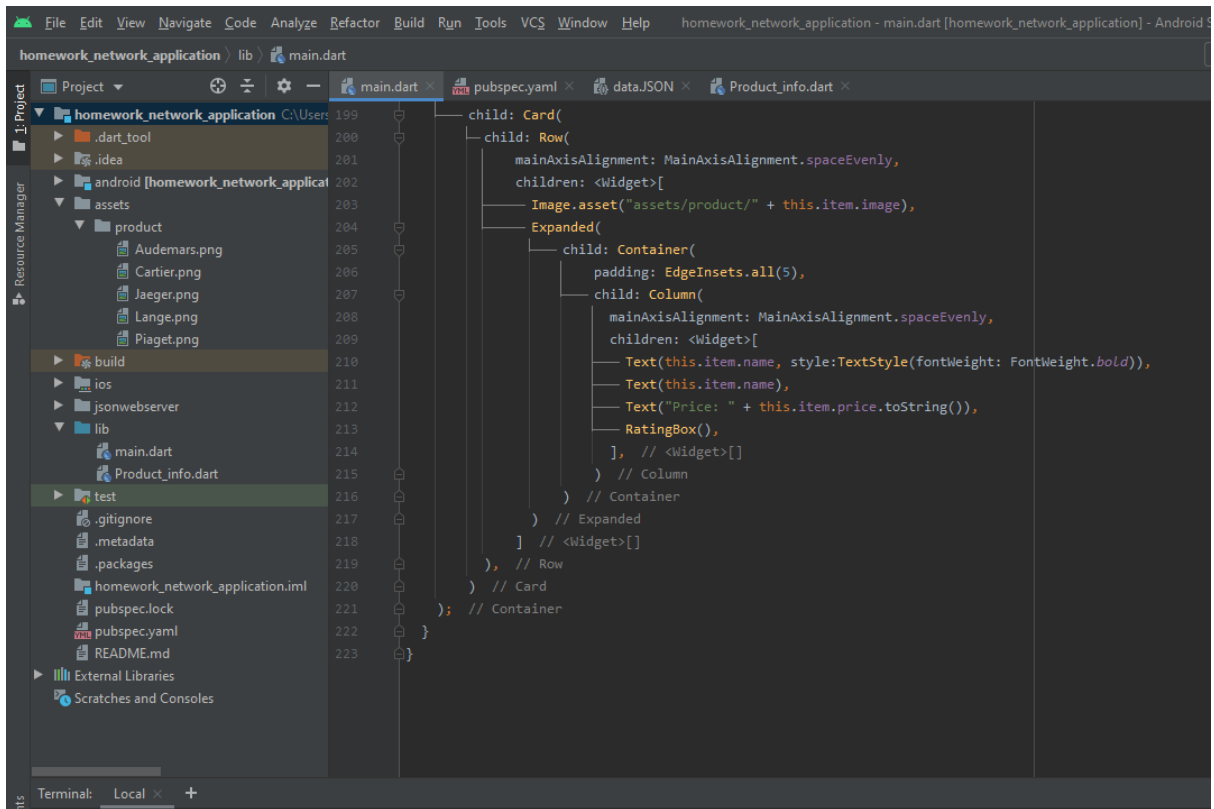 File Edit View Navigate Code Analyze Refactor Build Run Tools VCS Window Help homework_network_application - main.dart [homework_network_application] - Android S
homework_network_application lib main.dart
1: Project
Resource Manager
Project
homework_network_application C:\Users
.dart_tool
.idea
android [homework_network_applicat
assets
product
Audemars.png
Cartier.png
Jaeger.png
Lange.png
Piaget.png
build
ios
jsonwebserver
lib
main.dart
Product_info.dart
test
.gitignore
.metadata
.packages
homework_network_application.iml
pubspec.lock
pubspec.yaml
README.md
External Libraries
Scratches and Consoles
main.dart pubspec.yaml data.JSON Product_info.dart
199 child: Card(
200 child: Row(
201 mainAxisAlignment: MainAxisAlignment.spaceEvenly,
202 children: <Widget>[
203 Image.asset("assets/product/" + this.item.image),
204 Expanded(
205 child: Container(
206 padding: EdgeInsets.all(5),
207 child: Column(
208 mainAxisAlignment: MainAxisAlignment.spaceEvenly,
209 children: <Widget>[
210 Text(this.item.name, style:TextStyle(fontWeight: FontWeight.bold)),
211 Text(this.item.name),
212 Text("Price: " + this.item.price.toString()),
213 RatingBox(),
214 ], // <Widget>[]
215 ) // Column
216 ) // Container
217 ) // Expanded
218 ] // <Widget>[]
219 ), // Row
220 ) // Card
221 ); // Container
222 }
223 }
Terminal: Local +